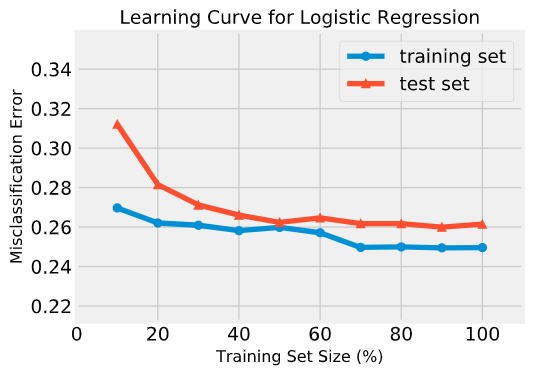 Learning Curve for Logistic Regression
training set
test set
Misclassification Error
0.34
0.32
0.30
0.28
0.26
0.24
0.22
0 20 40 60 80 100
Training Set Size (%)